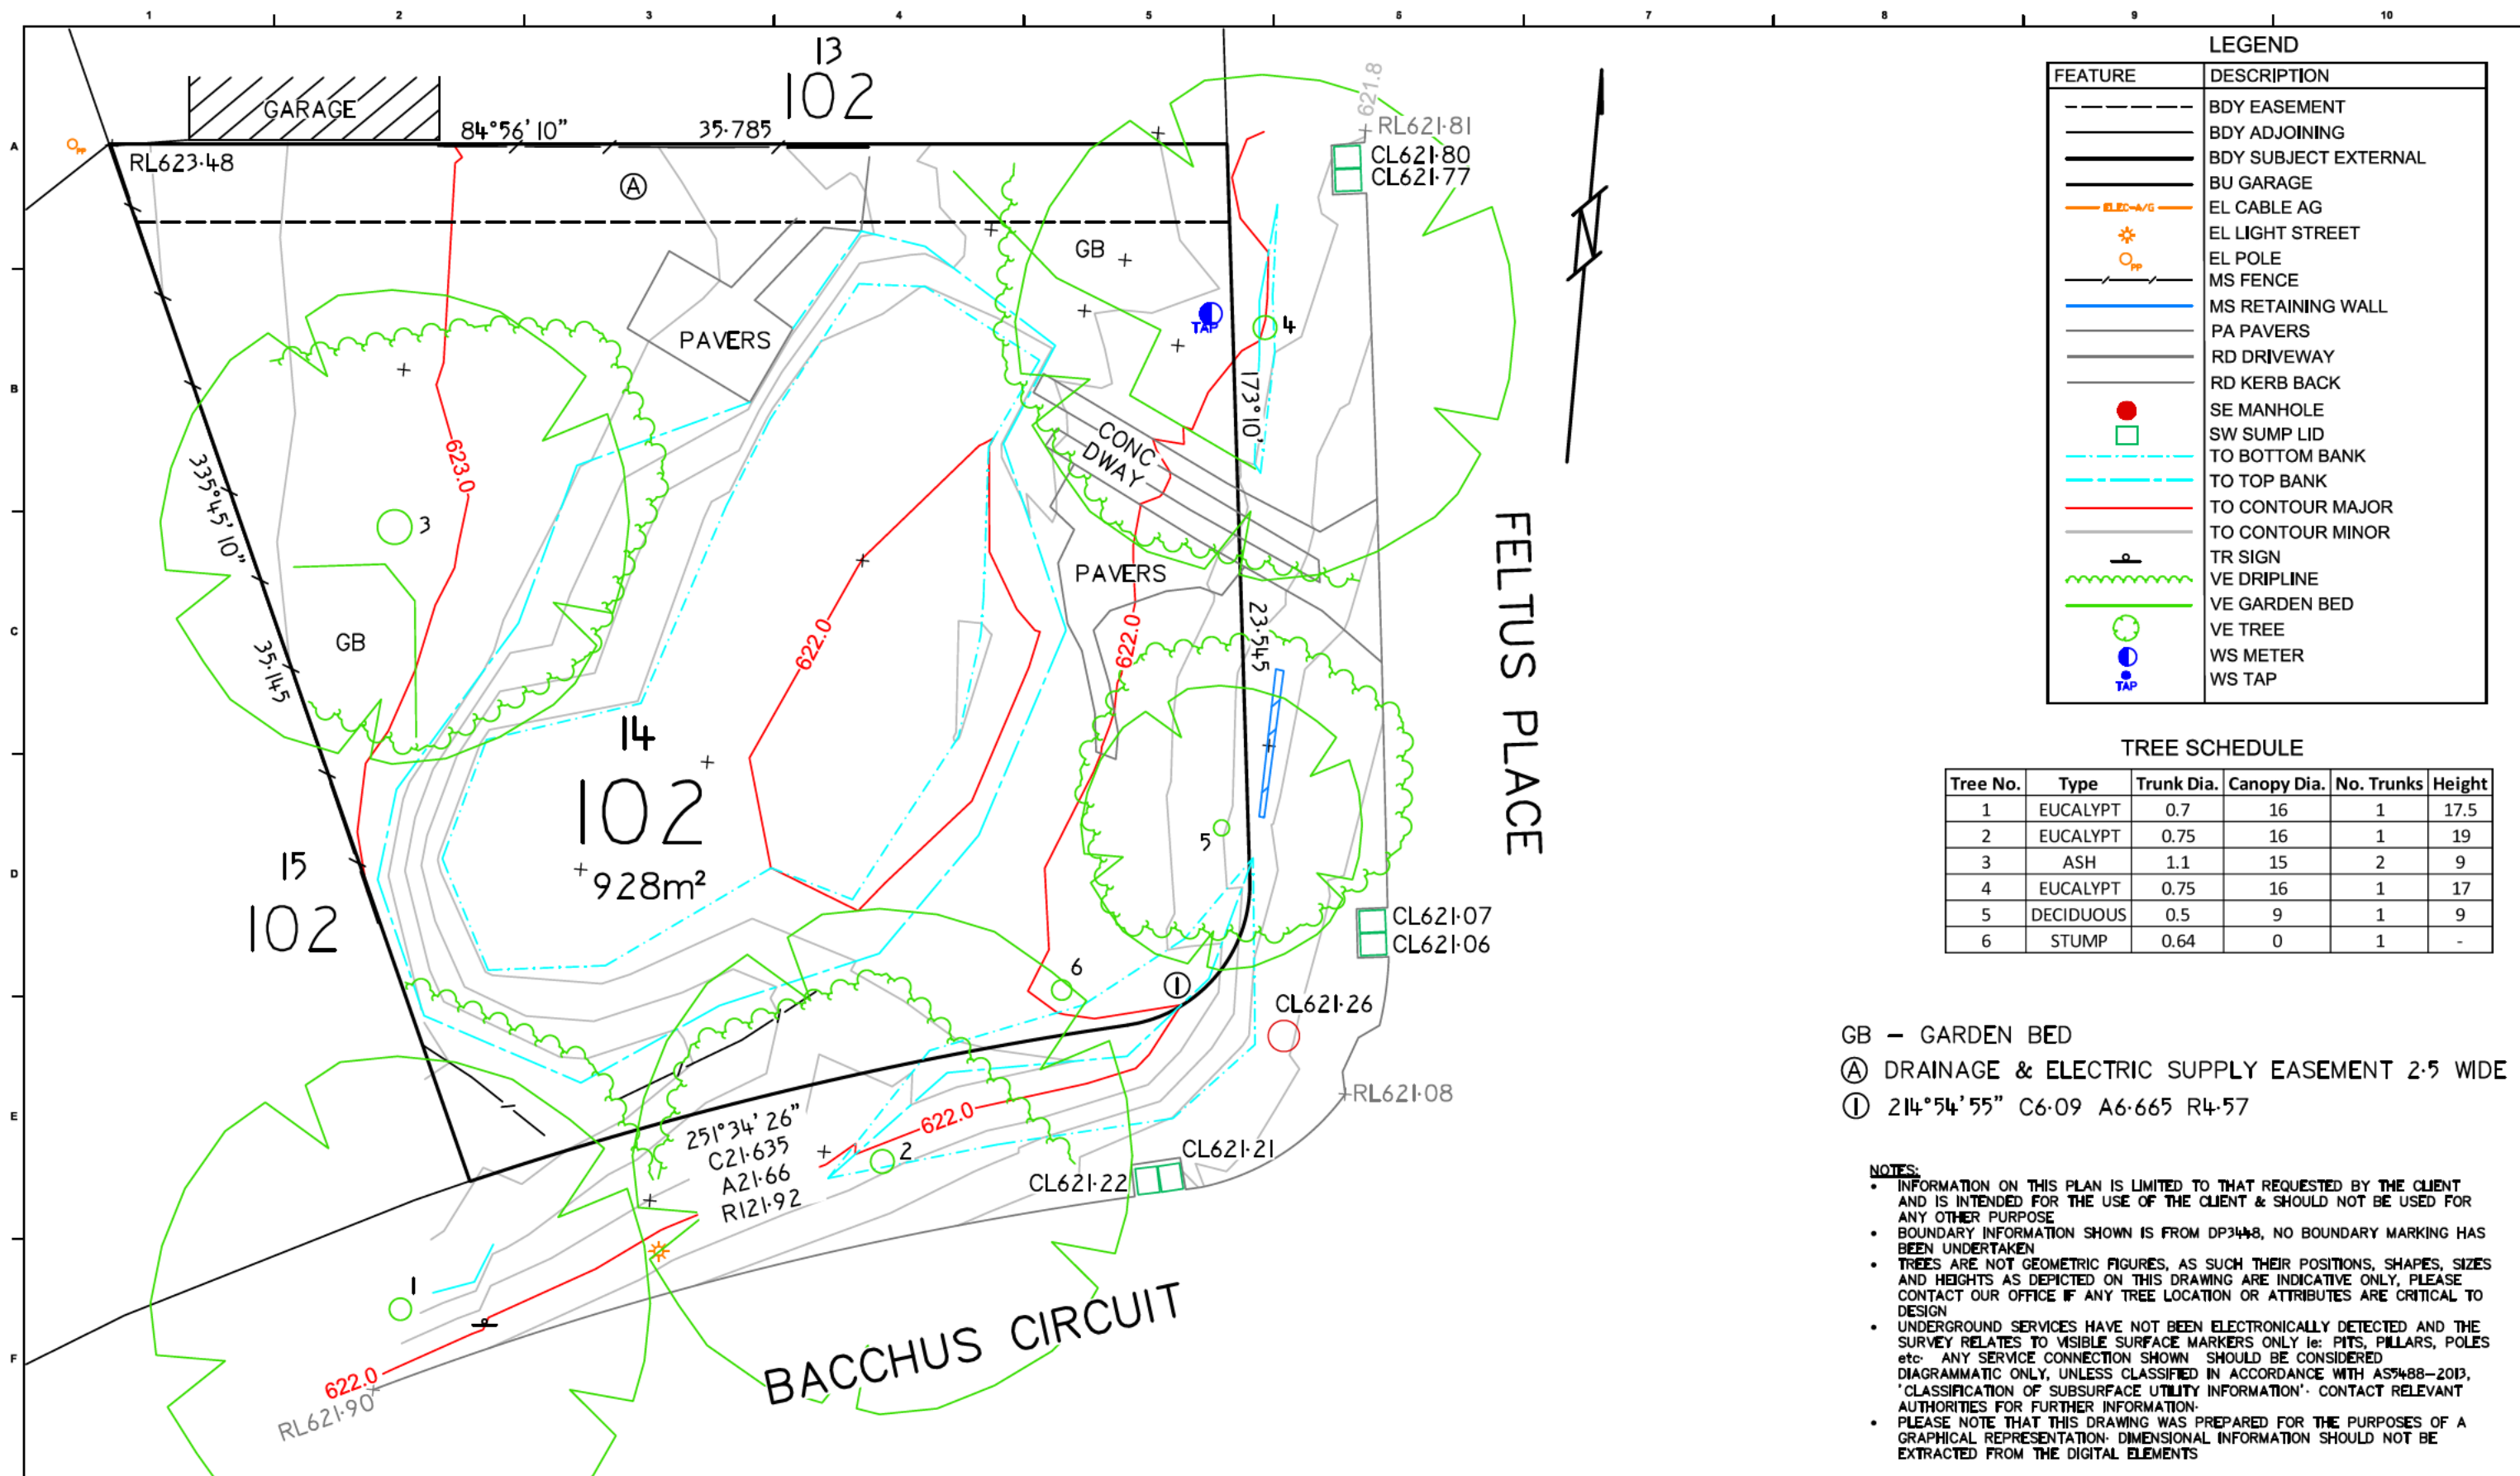 1 2 3 4 5 6 7 8 9 10
A
B
C
D
E
F
13
102
GARAGE
84°56'10"
35·785
RL623·48
A
621.8
RL621·81
CL621·80
CL621·77
GB
PAVERS
TAP
4
173°10'
CONC
DWAY
623.0
335°45'10"
3
PAVERS
622.0
622.0
23·545
GB
35·145
FELTUS PLACE
14
102
928m²
15
102
5
CL621·07
CL621·06
6
1
CL621·26
RL621·08
251°34'26"
C21·635
A21·66
R121·92
622.0
2
CL621·21
CL621·22
1
622.0
RL621·90
BACCHUS CIRCUIT
LEGEND
FEATURE DESCRIPTION
BDY EASEMENT
BDY ADJOINING
BDY SUBJECT EXTERNAL
BU GARAGE
ELEC-A/G EL CABLE AG
EL LIGHT STREET
PP EL POLE
MS FENCE
MS RETAINING WALL
PA PAVERS
RD DRIVEWAY
RD KERB BACK
SE MANHOLE
SW SUMP LID
TO BOTTOM BANK
TO TOP BANK
TO CONTOUR MAJOR
TO CONTOUR MINOR
TR SIGN
VE DRIPLINE
VE GARDEN BED
VE TREE
WS METER
TAP WS TAP
TREE SCHEDULE
Tree No. Type Trunk Dia. Canopy Dia. No. Trunks Height
1 EUCALYPT 0.7 16 1 17.5
2 EUCALYPT 0.75 16 1 19
3 ASH 1.1 15 2 9
4 EUCALYPT 0.75 16 1 17
5 DECIDUOUS 0.5 9 1 9
6 STUMP 0.64 0 1 -
GB – GARDEN BED
Ⓐ DRAINAGE & ELECTRIC SUPPLY EASEMENT 2·5 WIDE
① 214°54'55" C6·09 A6·665 R4·57
NOTES:
• INFORMATION ON THIS PLAN IS LIMITED TO THAT REQUESTED BY THE CLIENT
AND IS INTENDED FOR THE USE OF THE CLIENT & SHOULD NOT BE USED FOR
ANY OTHER PURPOSE
• BOUNDARY INFORMATION SHOWN IS FROM DP3448, NO BOUNDARY MARKING HAS
BEEN UNDERTAKEN
• TREES ARE NOT GEOMETRIC FIGURES, AS SUCH THEIR POSITIONS, SHAPES, SIZES
AND HEIGHTS AS DEPICTED ON THIS DRAWING ARE INDICATIVE ONLY, PLEASE
CONTACT OUR OFFICE IF ANY TREE LOCATION OR ATTRIBUTES ARE CRITICAL TO
DESIGN
• UNDERGROUND SERVICES HAVE NOT BEEN ELECTRONICALLY DETECTED AND THE
SURVEY RELATES TO VISIBLE SURFACE MARKERS ONLY ie: PITS, PILLARS, POLES
etc· ANY SERVICE CONNECTION SHOWN SHOULD BE CONSIDERED
DIAGRAMMATIC ONLY, UNLESS CLASSIFIED IN ACCORDANCE WITH AS5488–2013,
'CLASSIFICATION OF SUBSURFACE UTILITY INFORMATION'· CONTACT RELEVANT
AUTHORITIES FOR FURTHER INFORMATION·
• PLEASE NOTE THAT THIS DRAWING WAS PREPARED FOR THE PURPOSES OF A
GRAPHICAL REPRESENTATION· DIMENSIONAL INFORMATION SHOULD NOT BE
EXTRACTED FROM THE DIGITAL ELEMENTS